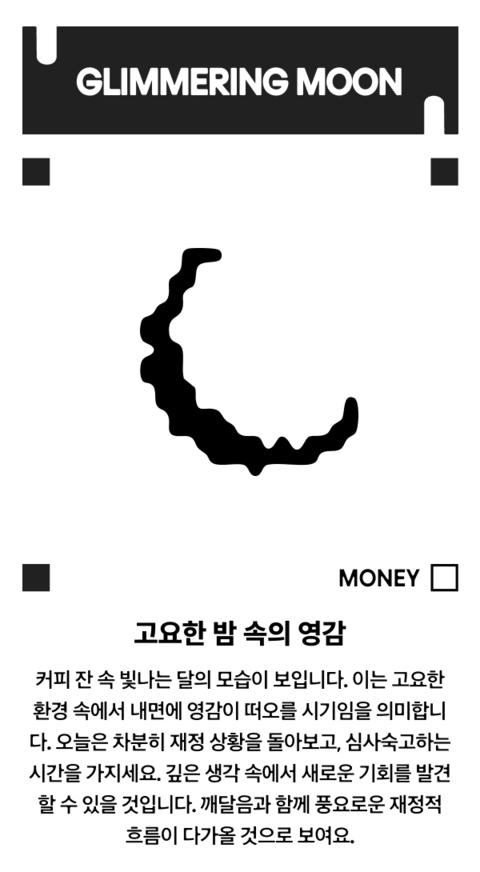 GLIMMERING MOON
MONEY
고요한 밤 속의 영감
커피 잔 속 빛나는 달의 모습이 보입니다. 이는 고요한
환경 속에서 내면에 영감이 떠오를 시기임을 의미합니
다. 오늘은 차분히 재정 상황을 돌아보고, 심사숙고하는
시간을 가지세요. 깊은 생각 속에서 새로운 기회를 발견
할 수 있을 것입니다. 깨달음과 함께 풍요로운 재정적
흐름이 다가올 것으로 보여요.